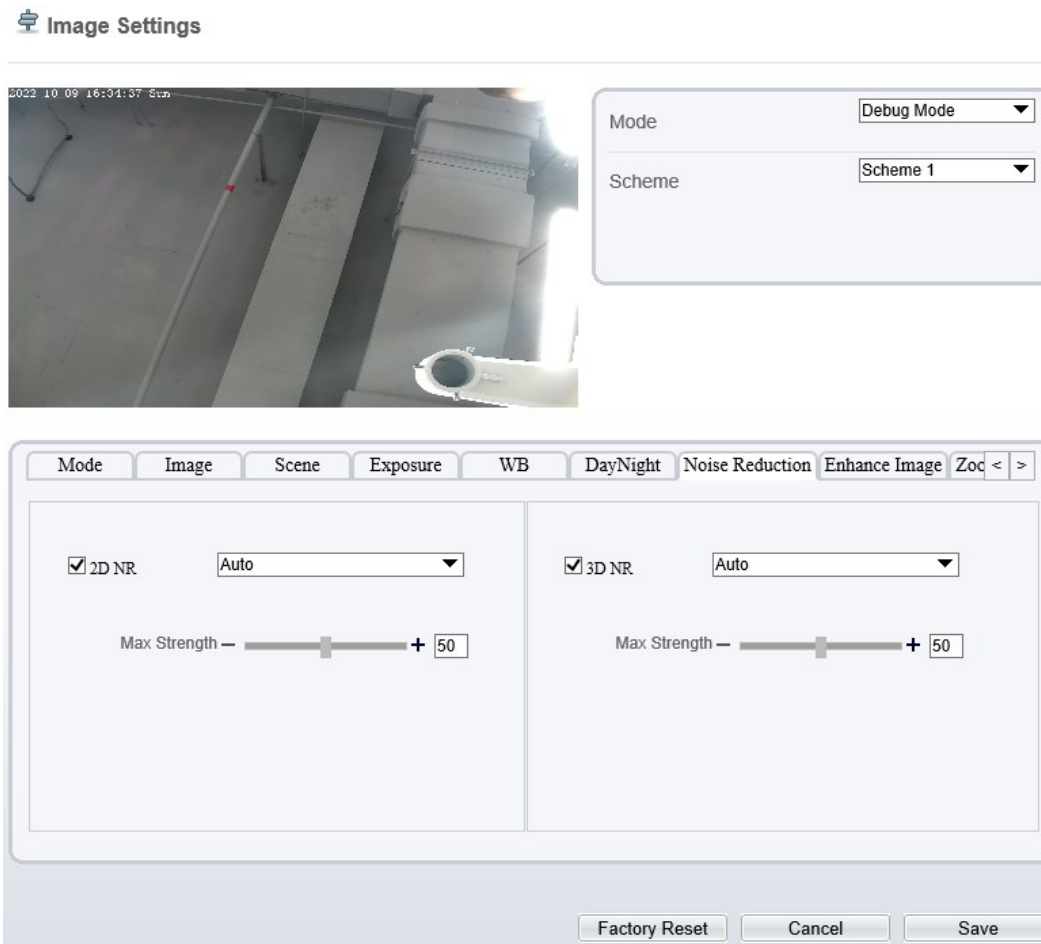 Image Settings
2022 10 09 16:34:37 Sun
Mode Debug Mode
Scheme Scheme 1
Mode Image Scene Exposure WB DayNight Noise Reduction Enhance Image Zoo < >
2D NR Auto 3D NR Auto
Max Strength − + 50 Max Strength − + 50
Factory Reset Cancel Save